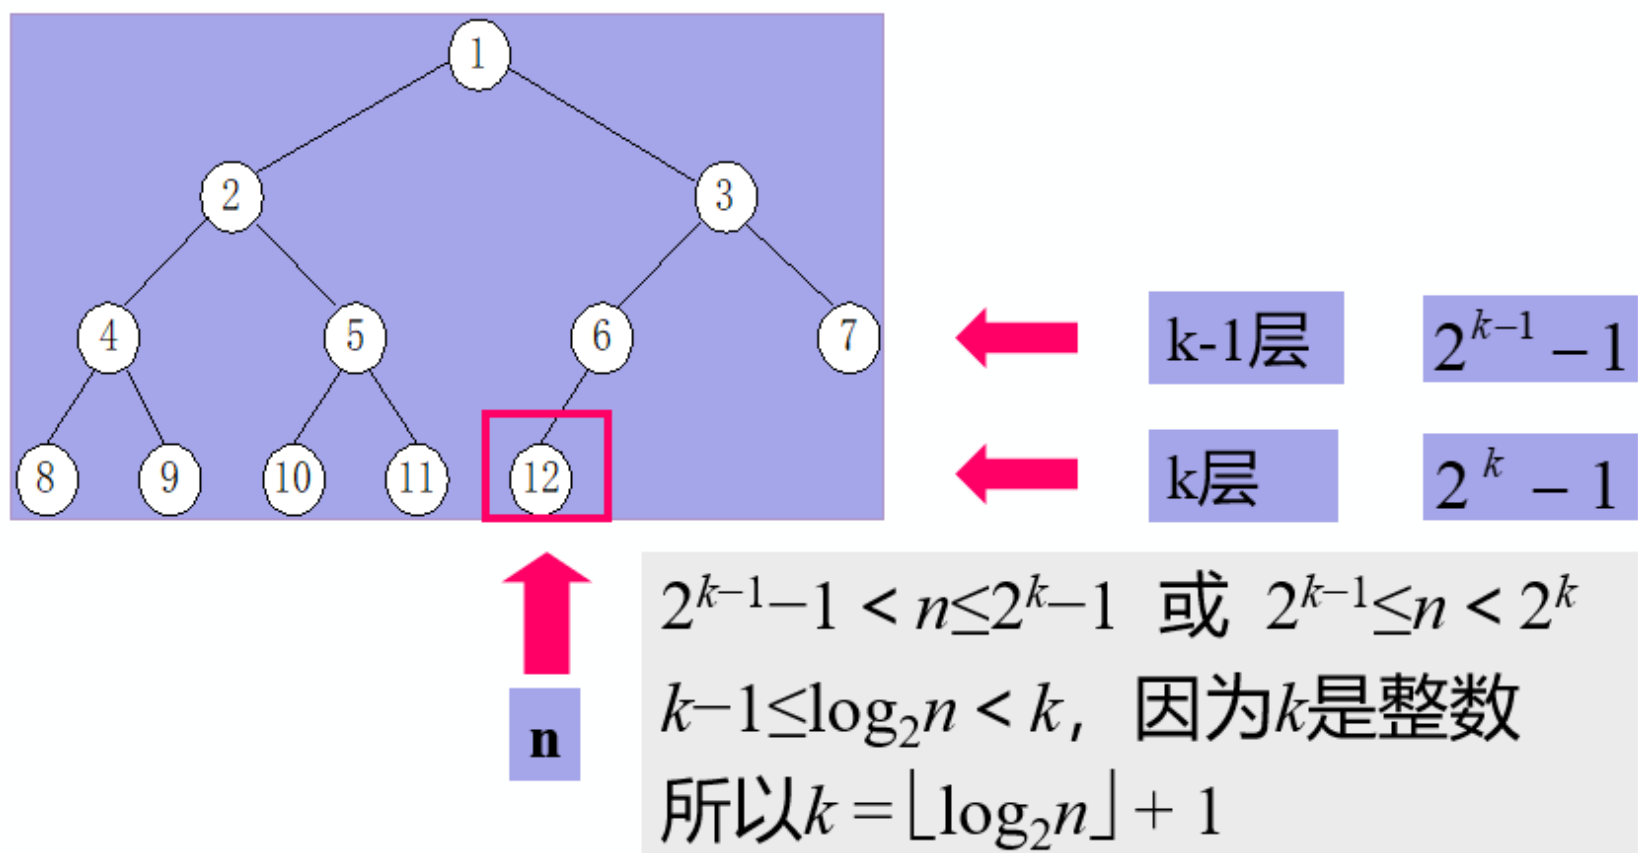 1
2 3
4 5 6 7
k-1层 2^{k-1} − 1
8 9 10 11 12
k层 2^k − 1
n
2^{k−1}−1 < n≤2^k−1 或 2^{k−1}≤n < 2^k
k−1≤log₂n < k, 因为k是整数
所以k = ⌊log₂n⌋ + 1